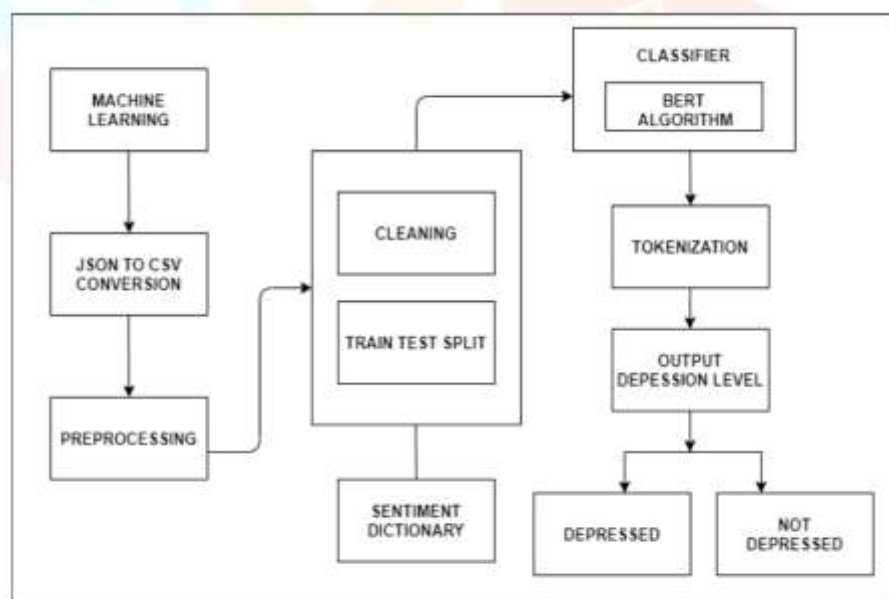 MACHINE
LEARNING
JSON TO CSV
CONVERSION
PREPROCESSING
CLEANING
TRAIN TEST SPLIT
SENTIMENT
DICTIONARY
CLASSIFIER
BERT
ALGORITHM
TOKENIZATION
OUTPUT
DEPESSION LEVEL
DEPRESSED
NOT
DEPRESSED